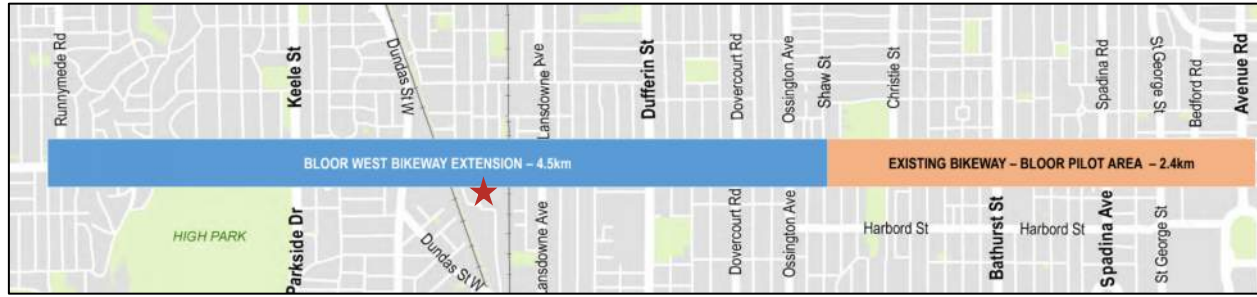 Runnymede Rd
Keele St
Dundas St W
Lansdowne Ave
Dufferin St
Dovercourt Rd
Ossington Ave
Shaw St
Christie St
Spadina Rd
St George St
Bedford Rd
Avenue Rd
BLOOR WEST BIKEWAY EXTENSION – 4.5km
EXISTING BIKEWAY – BLOOR PILOT AREA – 2.4km
HIGH PARK
Parkside Dr
Dundas St W
Lansdowne Ave
Dovercourt Rd
Ossington Ave
Harbord St
Bathurst St
Harbord St
Spadina Ave
St George St